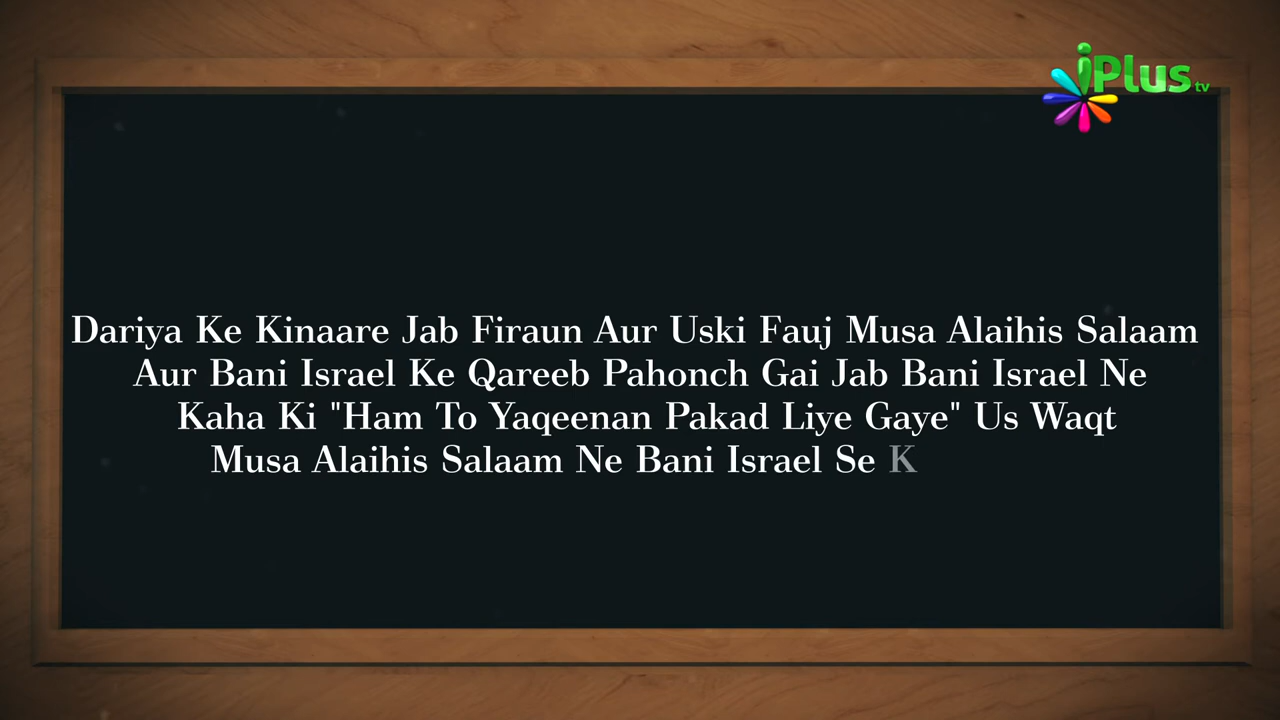 iPlus tv
Dariya Ke Kinaare Jab Firaun Aur Uski Fauj Musa Alaihis Salaam
Aur Bani Israel Ke Qareeb Pahonch Gai Jab Bani Israel Ne
Kaha Ki "Ham To Yaqeenan Pakad Liye Gaye" Us Waqt
Musa Alaihis Salaam Ne Bani Israel Se K